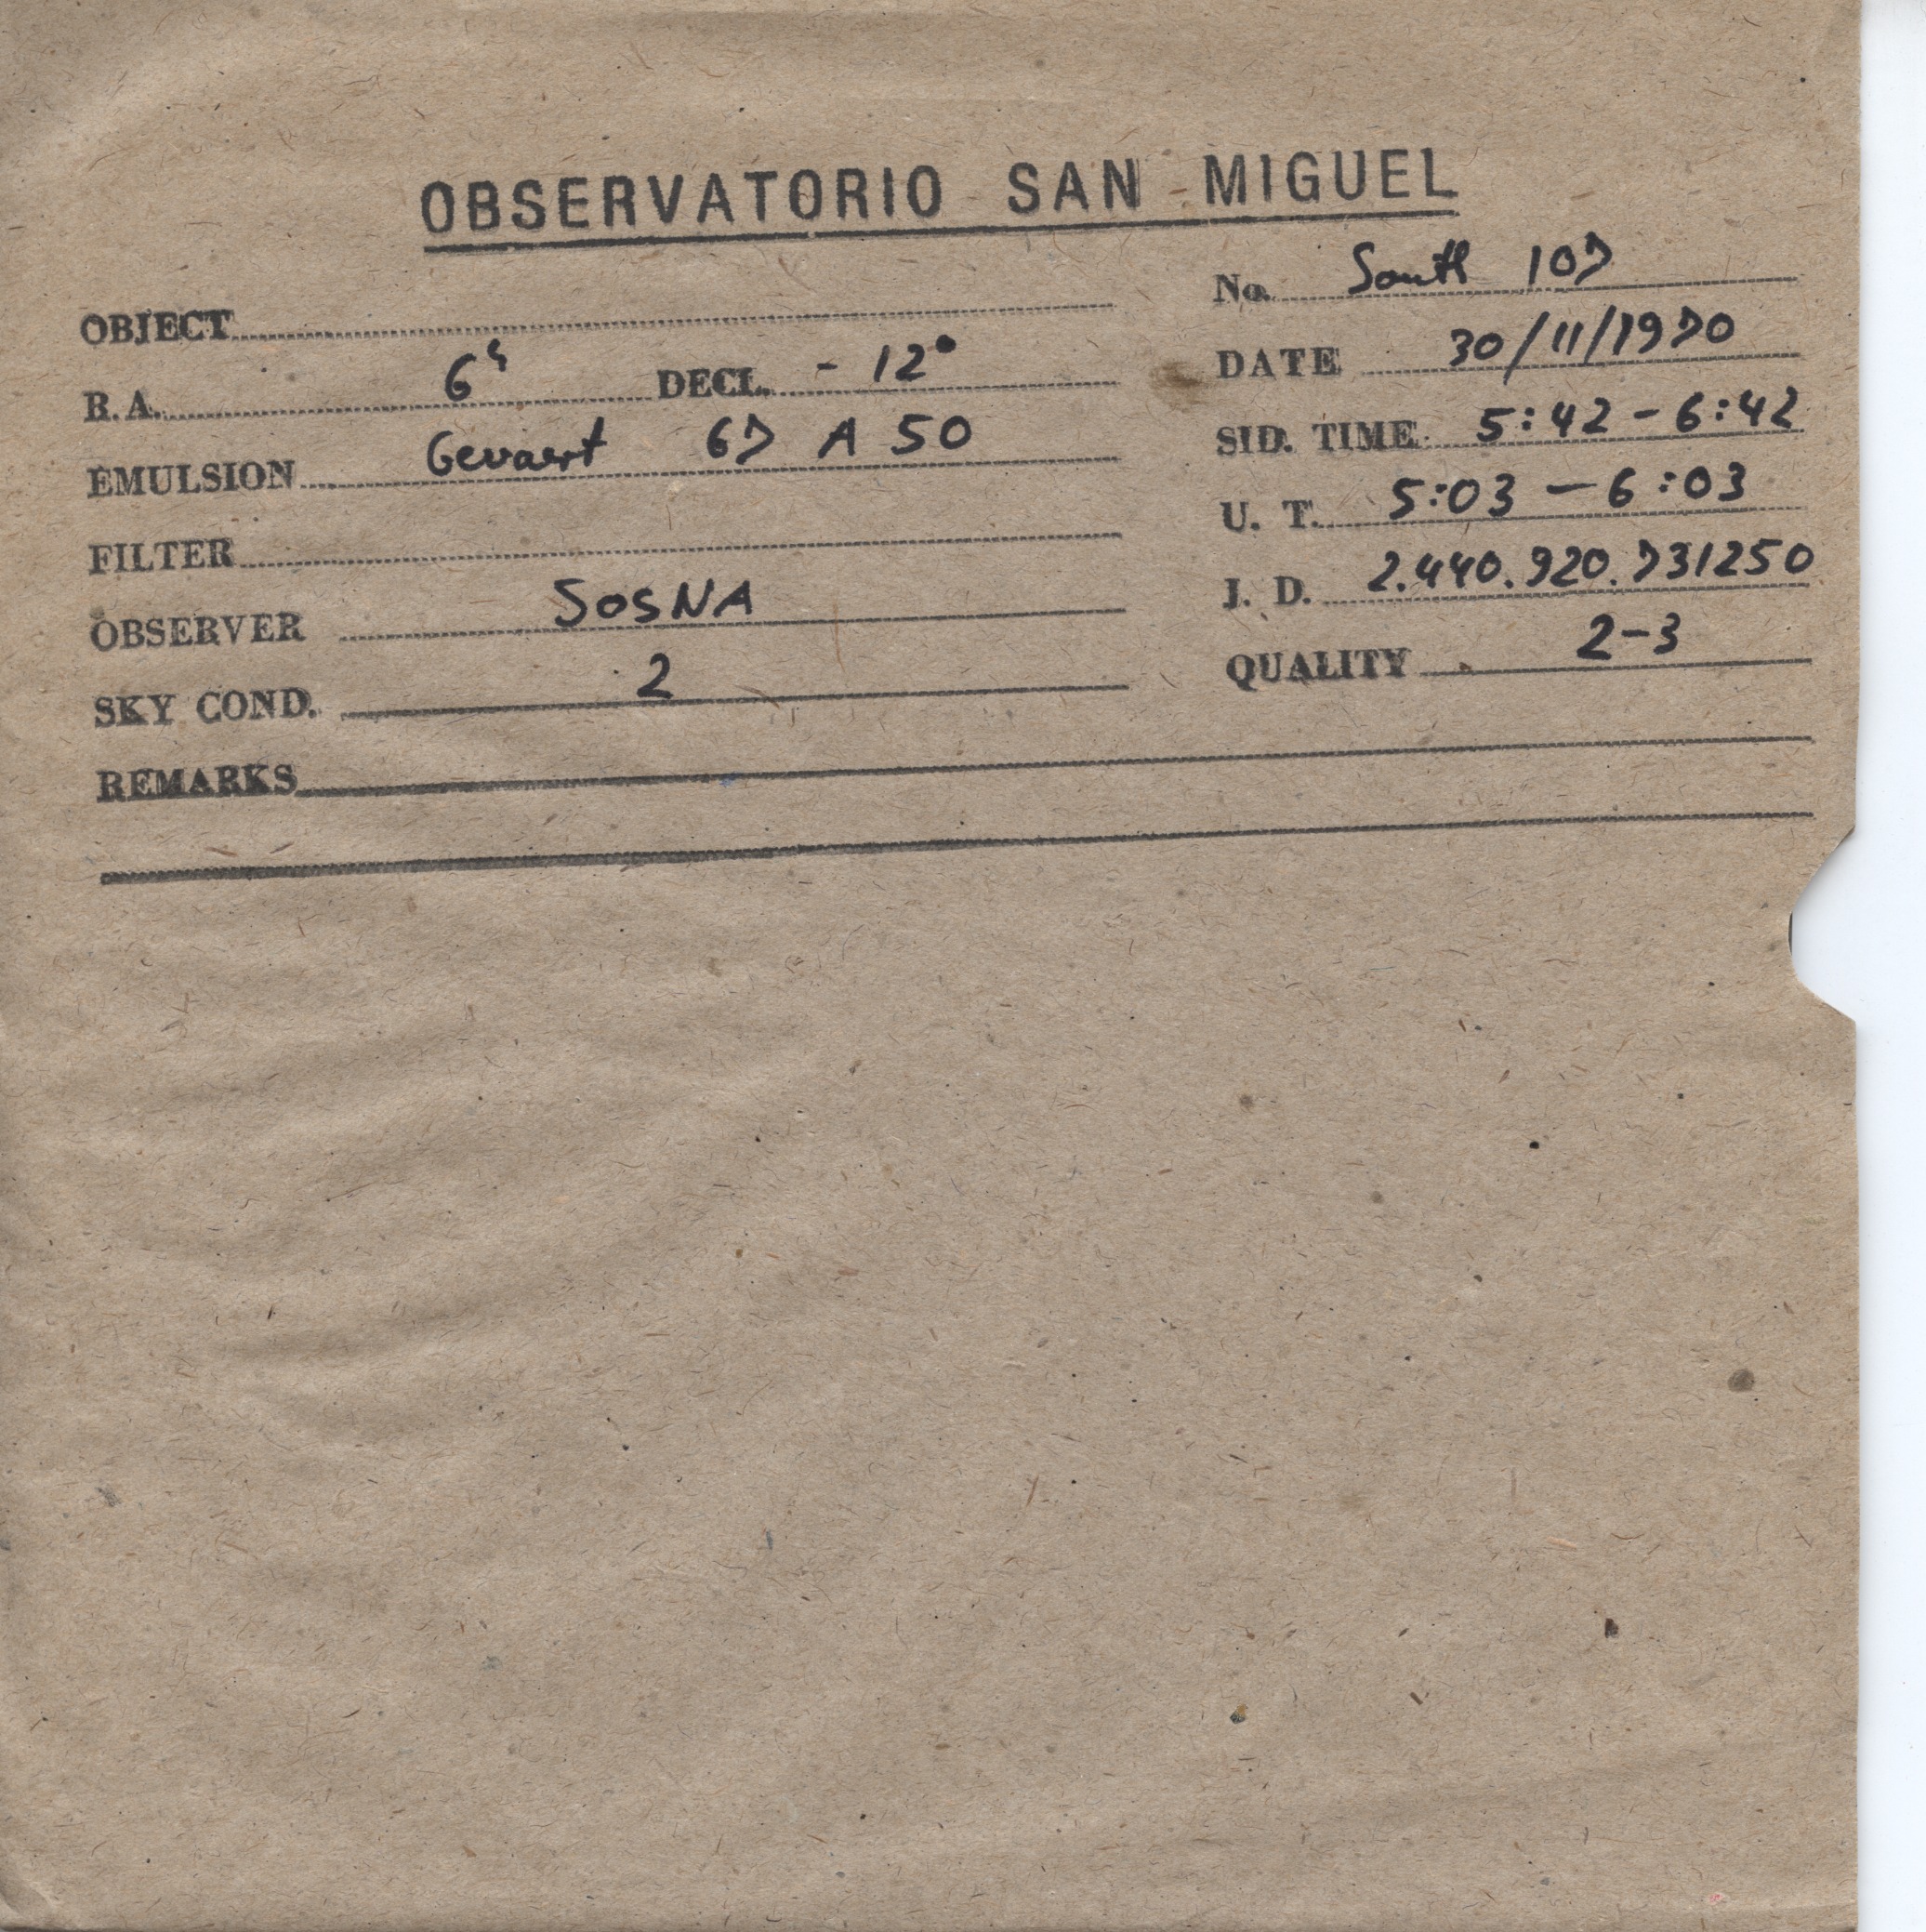 OBSERVATORIO SAN MIGUEL
No. South 107
OBJECT
DATE 30/11/1970
R.A. 6h DECL. - 12°
SID. TIME 5:42 - 6:42
EMULSION Gevaert 67 A 50
U. T. 5:03 - 6:03
FILTER
J. D. 2.440.920.731250
OBSERVER SOSNA
QUALITY 2-3
SKY COND. 2
REMARKS